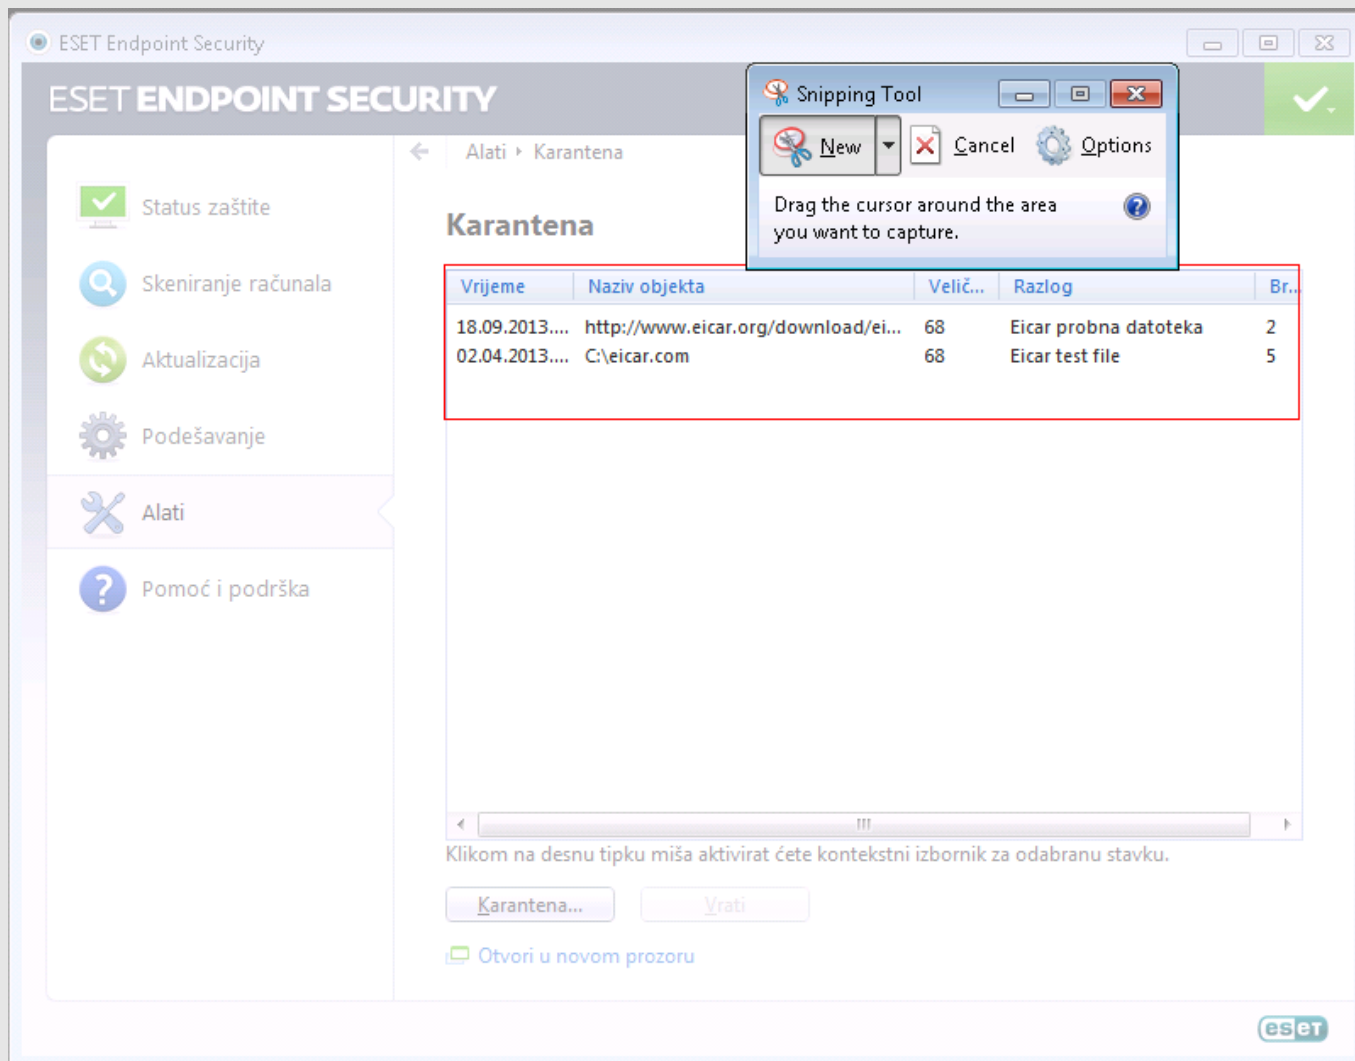 ESET Endpoint Security
ESET ENDPOINT SECURITY
Snipping Tool
New
Cancel
Options
Drag the cursor around the area
you want to capture.
Alati Karantena
Status zaštite
Skeniranje računala
Aktualizacija
Podešavanje
Alati
Pomoć i podrška
Karantena
Vrijeme Naziv objekta Velič... Razlog Br...
18.09.2013.... http://www.eicar.org/download/ei... 68 Eicar probna datoteka 2
02.04.2013.... C:\eicar.com 68 Eicar test file 5
Klikom na desnu tipku miša aktivirat ćete kontekstni izbornik za odabranu stavku.
Karantena... Vrati
Otvori u novom prozoru
eseT